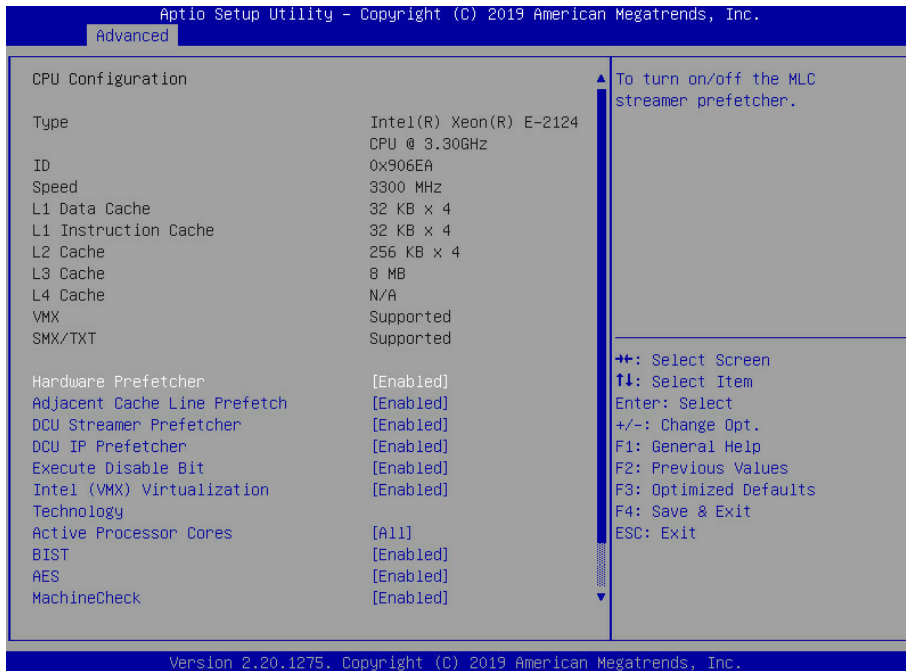 Aptio Setup Utility – Copyright (C) 2019 American Megatrends, Inc.
Advanced
CPU Configuration
Type Intel(R) Xeon(R) E-2124
CPU @ 3.30GHz
ID 0x906EA
Speed 3300 MHz
L1 Data Cache 32 KB x 4
L1 Instruction Cache 32 KB x 4
L2 Cache 256 KB x 4
L3 Cache 8 MB
L4 Cache N/A
VMX Supported
SMX/TXT Supported
Hardware Prefetcher [Enabled]
Adjacent Cache Line Prefetch [Enabled]
DCU Streamer Prefetcher [Enabled]
DCU IP Prefetcher [Enabled]
Execute Disable Bit [Enabled]
Intel (VMX) Virtualization [Enabled]
Technology
Active Processor Cores [All]
BIST [Enabled]
AES [Enabled]
MachineCheck [Enabled]
To turn on/off the MLC
streamer prefetcher.
→←: Select Screen
↑↓: Select Item
Enter: Select
+/-: Change Opt.
F1: General Help
F2: Previous Values
F3: Optimized Defaults
F4: Save & Exit
ESC: Exit
Version 2.20.1275. Copyright (C) 2019 American Megatrends, Inc.